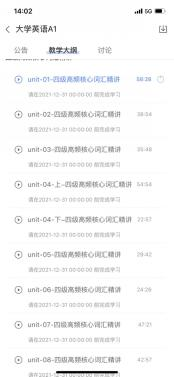 14:02
5G
大学英语A1
公告 教学大纲 讨论
unit-01-四级高频核心词汇精讲 58:28
请在2021-12-31 00:00:00 前完成学习
unit-02-四级高频核心词汇精讲 38:04
请在2021-12-31 00:00:00 前完成学习
unit-03-四级高频核心词汇精讲 35:48
请在2021-12-31 00:00:00 前完成学习
unit-04-上-四级高频核心词汇精讲 54:54
请在2021-12-31 00:00:00 前完成学习
unit-04-下-四级高频核心词汇精讲 22:57
请在2021-12-31 00:00:00 前完成学习
unit-05-四级高频核心词汇精讲 29:42
请在2021-12-31 00:00:00 前完成学习
unit-06-四级高频核心词汇精讲 24:26
请在2021-12-31 00:00:00 前完成学习
unit-07-四级高频核心词汇精讲 47:21
请在2021-12-31 00:00:00 前完成学习
unit-08-四级高频核心词汇精讲 42:57
请在2021-12-31 00:00:00 前完成学习